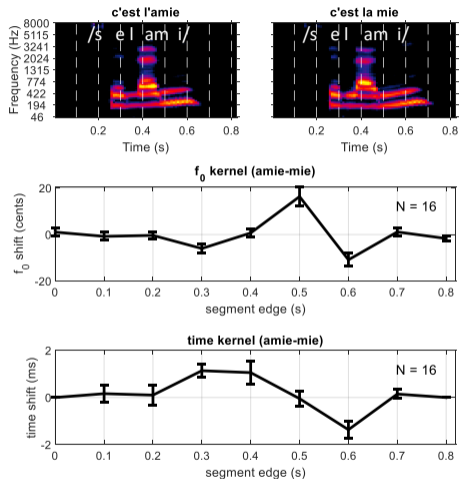 c'est l'amie
c'est la mie
8000
5115
3241
2024
1315
774
422
194
46
Frequency (Hz)
/s e l a m i/
/s e l a m i/
0.2 0.4 0.6 0.8
0.2 0.4 0.6 0.8
Time (s)
Time (s)
f0 kernel (amie-mie)
20
0
-20
f0 shift (cents)
N = 16
0 0.1 0.2 0.3 0.4 0.5 0.6 0.7 0.8
segment edge (s)
time kernel (amie-mie)
2
0
-2
time shift (ms)
N = 16
0 0.1 0.2 0.3 0.4 0.5 0.6 0.7 0.8
segment edge (s)